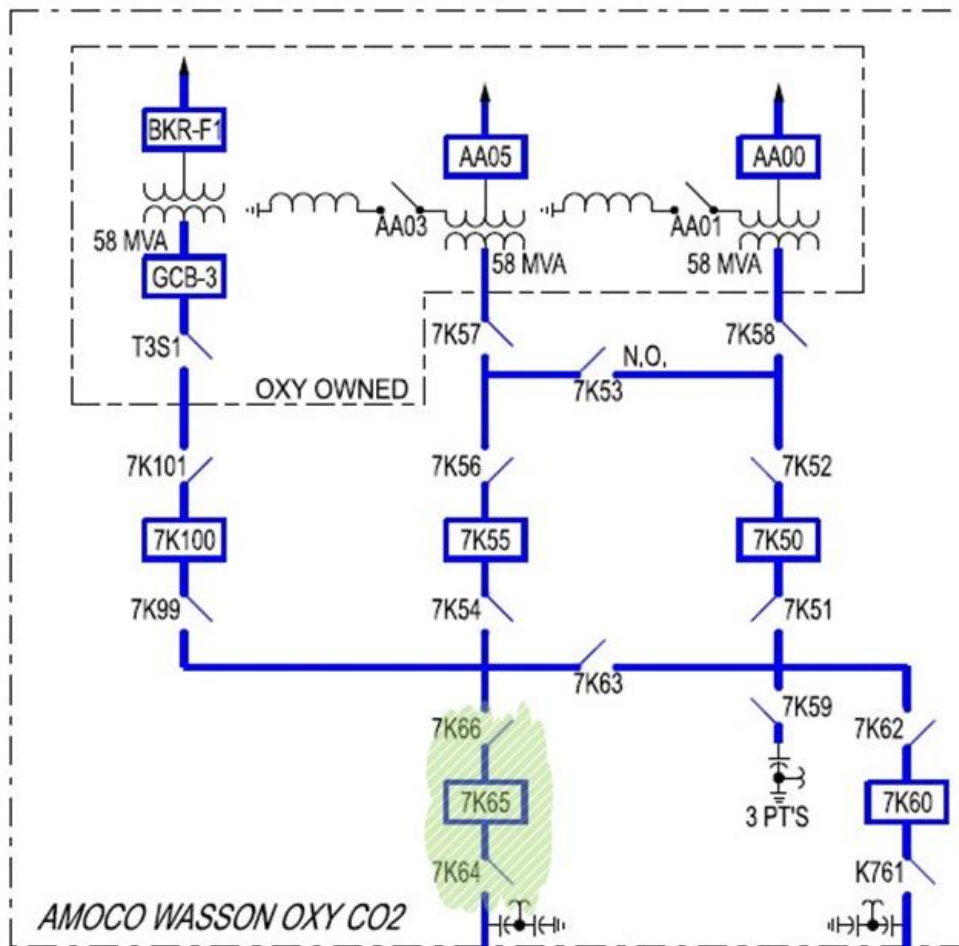 BKR-F1
AA05
AA00
AA03
AA01
58 MVA
58 MVA
58 MVA
GCB-3
T3S1
7K57
7K58
N.O.
7K53
OXY OWNED
7K101
7K56
7K52
7K100
7K55
7K50
7K99
7K54
7K51
7K63
7K66
7K59
7K62
7K65
3 PT'S
7K60
7K64
K761
AMOCO WASSON OXY CO2